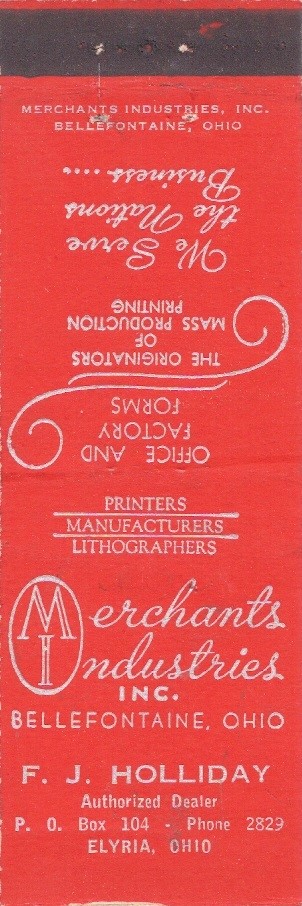 MERCHANTS INDUSTRIES, INC.
BELLEFONTAINE, OHIO
We Serve
the Nations
Business....
THE ORIGINATORS
OF
MASS PRODUCTION
PRINTING
OFFICE AND
FACTORY
FORMS
PRINTERS
MANUFACTURERS
LITHOGRAPHERS
Merchants
Industries
INC.
BELLEFONTAINE, OHIO
F. J. HOLLIDAY
Authorized Dealer
P. O. Box 104 - Phone 2829
ELYRIA, OHIO